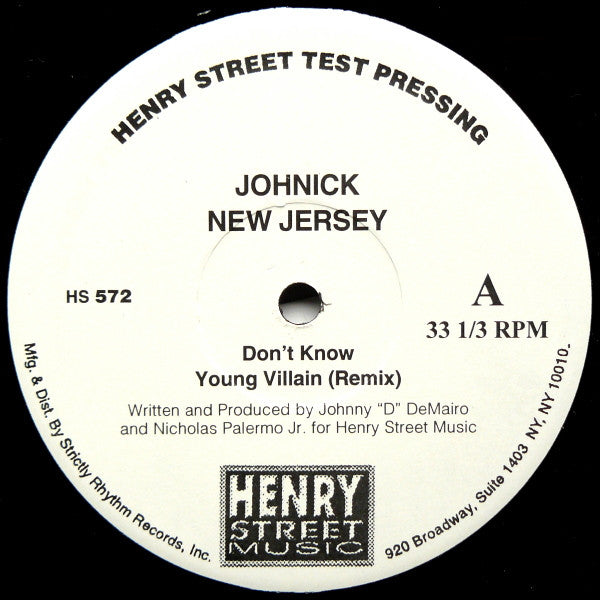 HENRY STREET TEST PRESSING
JOHNICK
NEW JERSEY
HS 572
A
33 1/3 RPM
Don't Know
Young Villain (Remix)
Written and Produced by Johnny "D" DeMairo
and Nicholas Palermo Jr. for Henry Street Music
Mfg. & Dist. By Strictly Rhythm Records, Inc.
920 Broadway, Suite 1403 NY, NY 10010.
HENRY
STREET
MUSIC